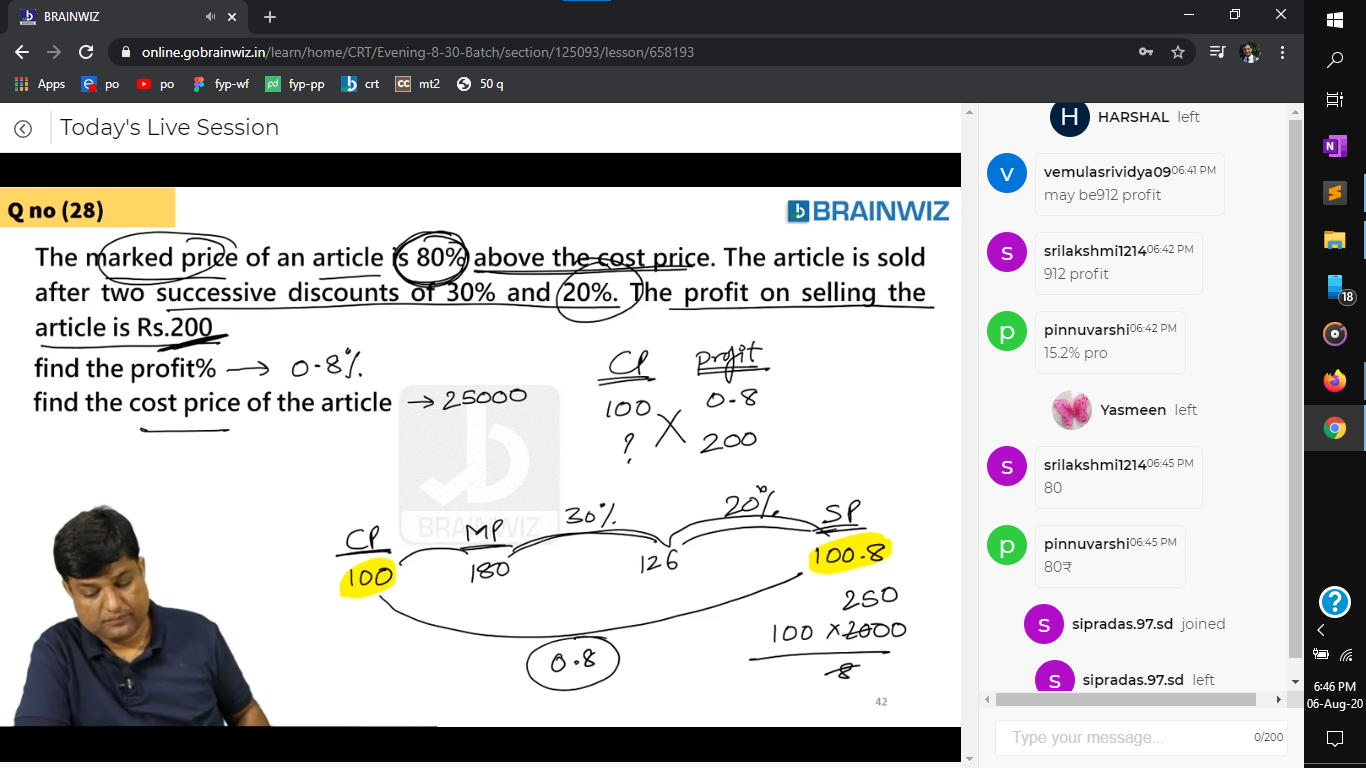 BRAINWIZ
online.gobrainwiz.in/learn/home/CRT/Evening-8-30-Batch/section/125093/lesson/658193
Apps po po fyp-wf fyp-pp crt mt2 50 q
Today's Live Session
Q no (28)
BRAINWIZ
The marked price of an article is 80% above the cost price. The article is sold
after two successive discounts of 30% and 20%. The profit on selling the
article is Rs.200
find the profit% → 0.8%
find the cost price of the article → 25000
CP Profit
100 0.8
? 200
BRAINWIZ
CP MP 30% 20% SP
100 180 126 100.8
0.8
250
100 × 2000
8
42
H HARSHAL left
v vemulasrividya09 06:41 PM
may be912 profit
s srilakshmi1214 06:42 PM
912 profit
p pinnuvarshi 06:42 PM
15.2% pro
Yasmeen left
s srilakshmi1214 06:45 PM
80
p pinnuvarshi 06:45 PM
80₹
s sipradas.97.sd joined
s sipradas.97.sd left
Type your message... 0/200
18
6:46 PM
06-Aug-20